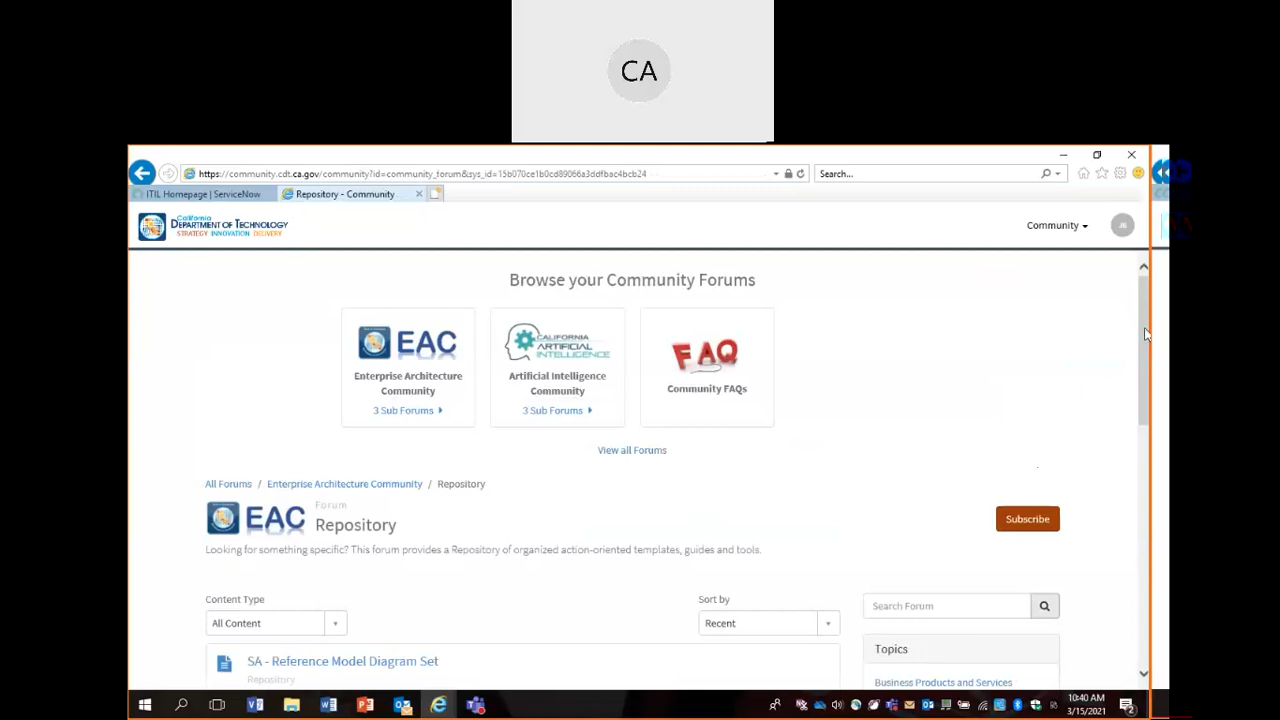 CA
https://community.cdt.ca.gov/community?id=community_forum&sys_id=15b070ce1b0cd89066a3ddfbac4bcb24
Search...
ITIL Homepage | ServiceNow
Repository - Community
California
DEPARTMENT OF TECHNOLOGY
STRATEGY INNOVATION DELIVERY
Community
JB
Browse your Community Forums
EAC
CALIFORNIA
ARTIFICIAL
INTELLIGENCE
FAQ
Enterprise Architecture
Community
3 Sub Forums
Artificial Intelligence
Community
3 Sub Forums
Community FAQs
View all Forums
All Forums / Enterprise Architecture Community / Repository
EAC
Forum
Repository
Subscribe
Looking for something specific? This forum provides a Repository of organized action-oriented templates, guides and tools.
Content Type
All Content
Sort by
Recent
Search Forum
SA - Reference Model Diagram Set
Repository
Topics
Business Products and Services
10:40 AM
3/15/2021
2